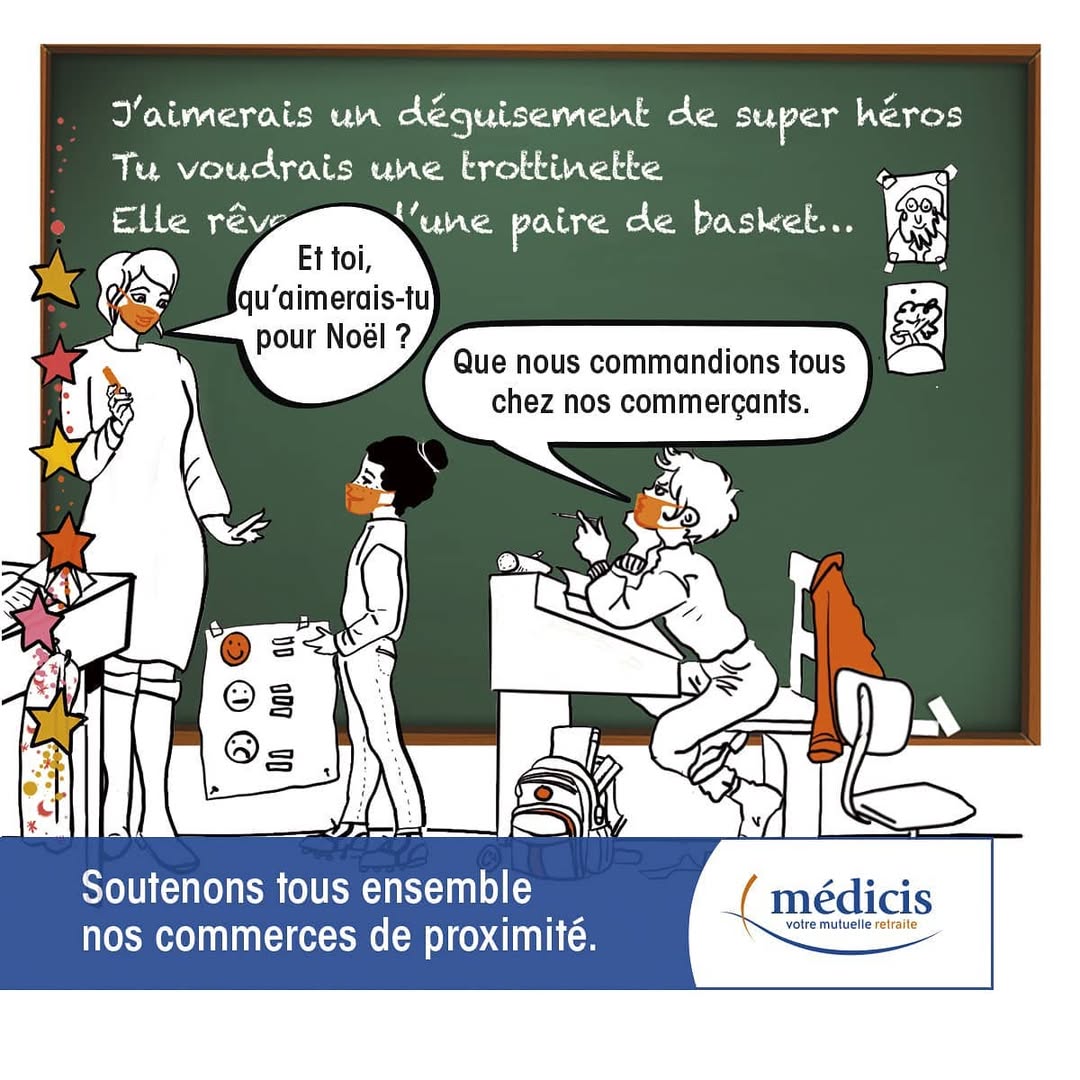 J'aimerais un déguisement de super héros
Tu voudrais une trottinette
Elle rêve d'une paire de basket...
Et toi,
qu'aimerais-tu
pour Noël ?
Que nous commandions tous
chez nos commerçants.
Soutenons tous ensemble
nos commerces de proximité.
médicis
votre mutuelle retraite